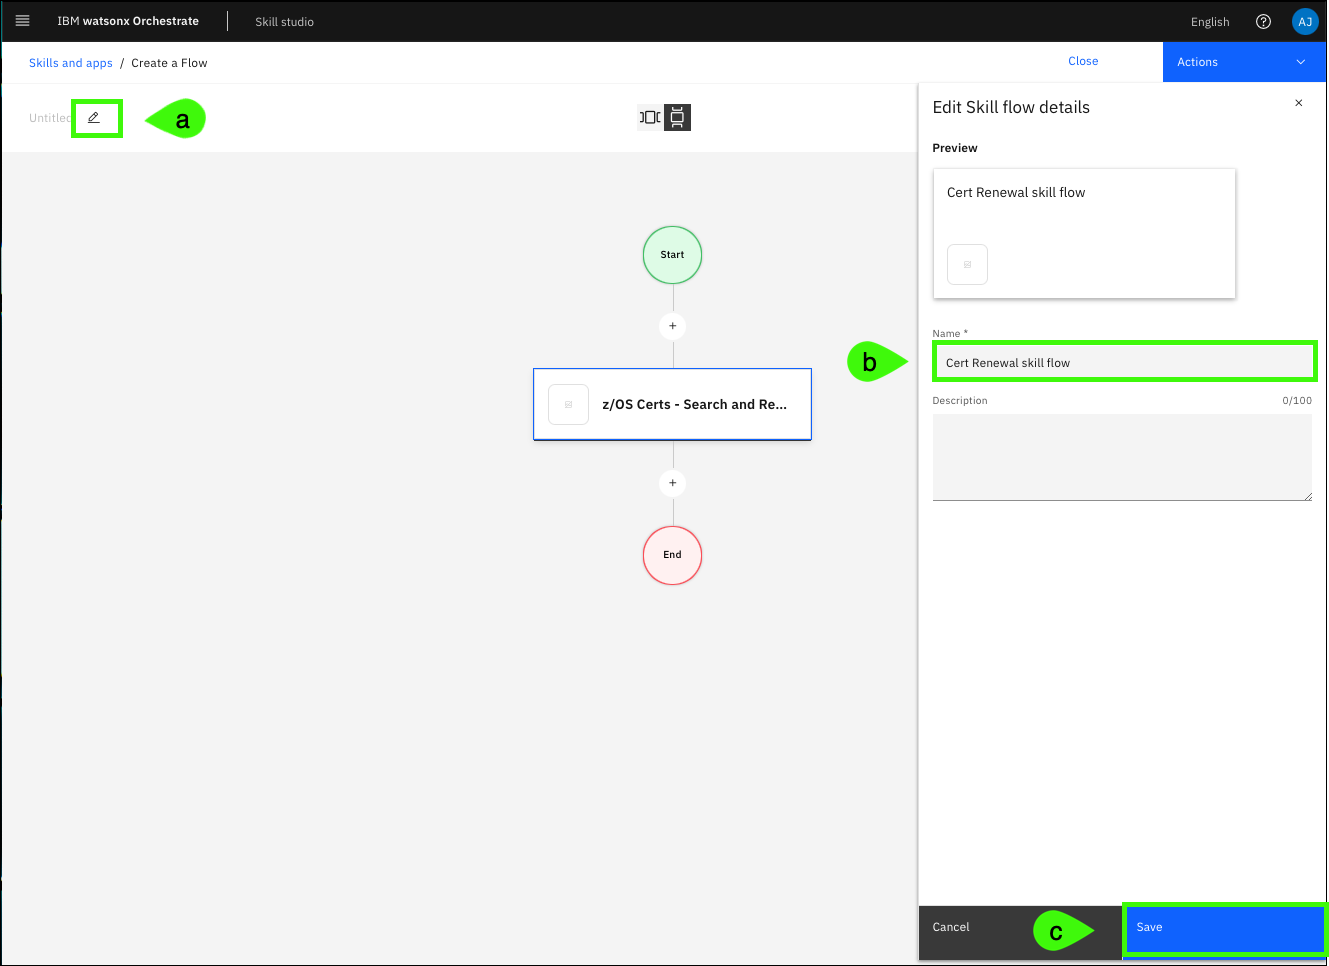 IBM watsonx Orchestrate
Skill studio
English
AJ
Skills and apps / Create a Flow
Close
Actions
Untitled
a
Edit Skill flow details
Preview
Cert Renewal skill flow
Start
+
z/OS Certs - Search and Re...
+
End
Name *
b
Cert Renewal skill flow
Description
0/100
Cancel
c
Save